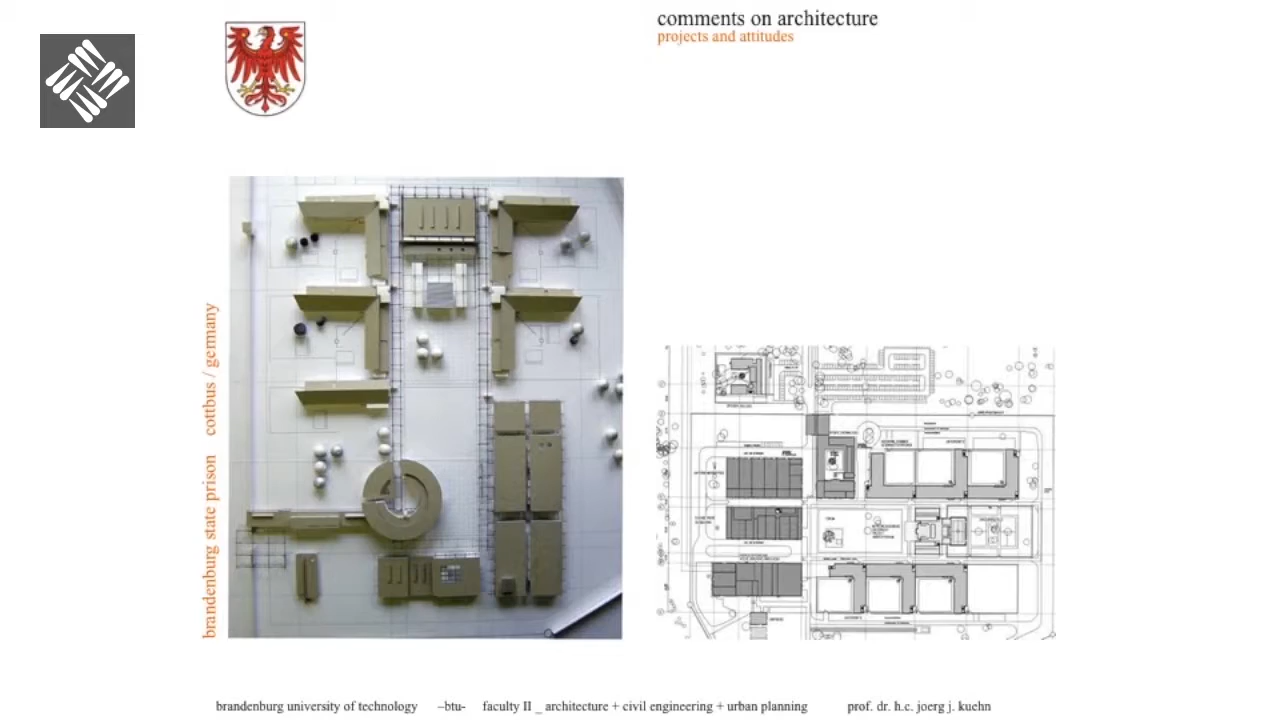 comments on architecture
projects and attitudes
brandenburg state prison cottbus / germany
brandenburg university of technology –btu- faculty II _ architecture + civil engineering + urban planning prof. dr. h.c. joerg j. kuehn